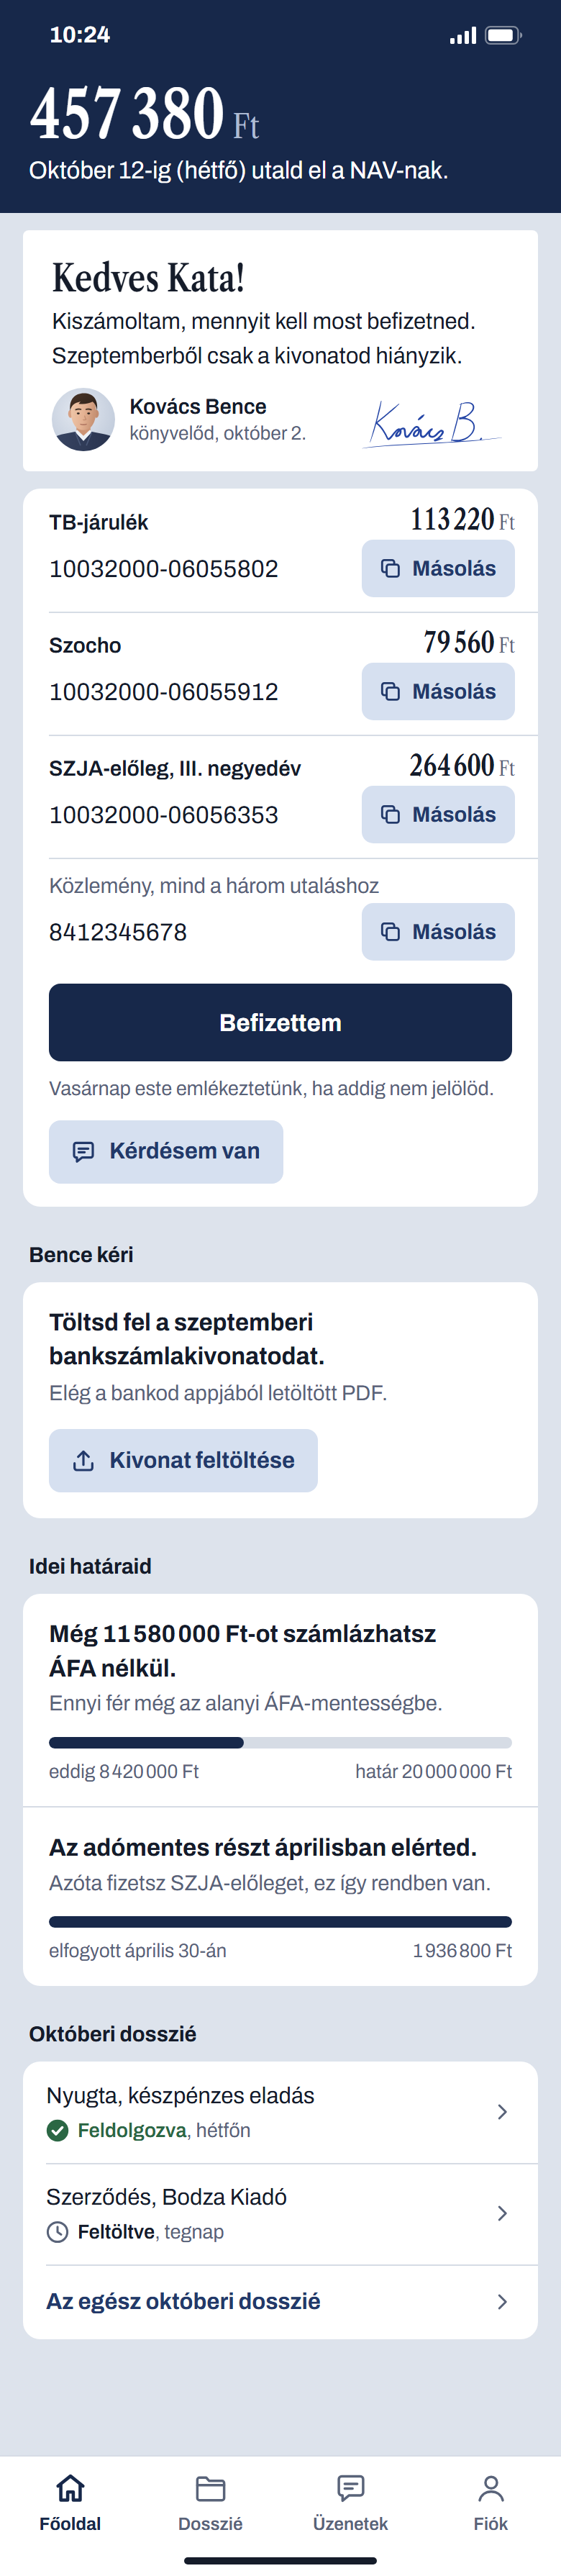 10:24
457 380 Ft
Október 12-ig (hétfő) utald el a NAV-nak.
Kedves Kata!
Kiszámoltam, mennyit kell most befizetned.
Szeptemberből csak a kivonatod hiányzik.
Kovács Bence
könyvelőd, október 2.
Kovács B.
TB-járulék
113 220 Ft
10032000-06055802
Másolás
Szocho
79 560 Ft
10032000-06055912
Másolás
SZJA-előleg, III. negyedév
264 600 Ft
10032000-06056353
Másolás
Közlemény, mind a három utaláshoz
8412345678
Másolás
Befizettem
Vasárnap este emlékeztetünk, ha addig nem jelölöd.
Kérdésem van
Bence kéri
Töltsd fel a szeptemberi
bankszámlakivonatodat.
Elég a bankod appjából letöltött PDF.
Kivonat feltöltése
Idei határaid
Még 11 580 000 Ft-ot számlázhatsz
ÁFA nélkül.
Ennyi fér még az alanyi ÁFA-mentességbe.
eddig 8 420 000 Ft
határ 20 000 000 Ft
Az adómentes részt áprilisban elérted.
Azóta fizetsz SZJA-előleget, ez így rendben van.
elfogyott április 30-án
1 936 800 Ft
Októberi dosszié
Nyugta, készpénzes eladás
Feldolgozva, hétfőn
Szerződés, Bodza Kiadó
Feltöltve, tegnap
Az egész októberi dosszié
Főoldal
Dosszié
Üzenetek
Fiók